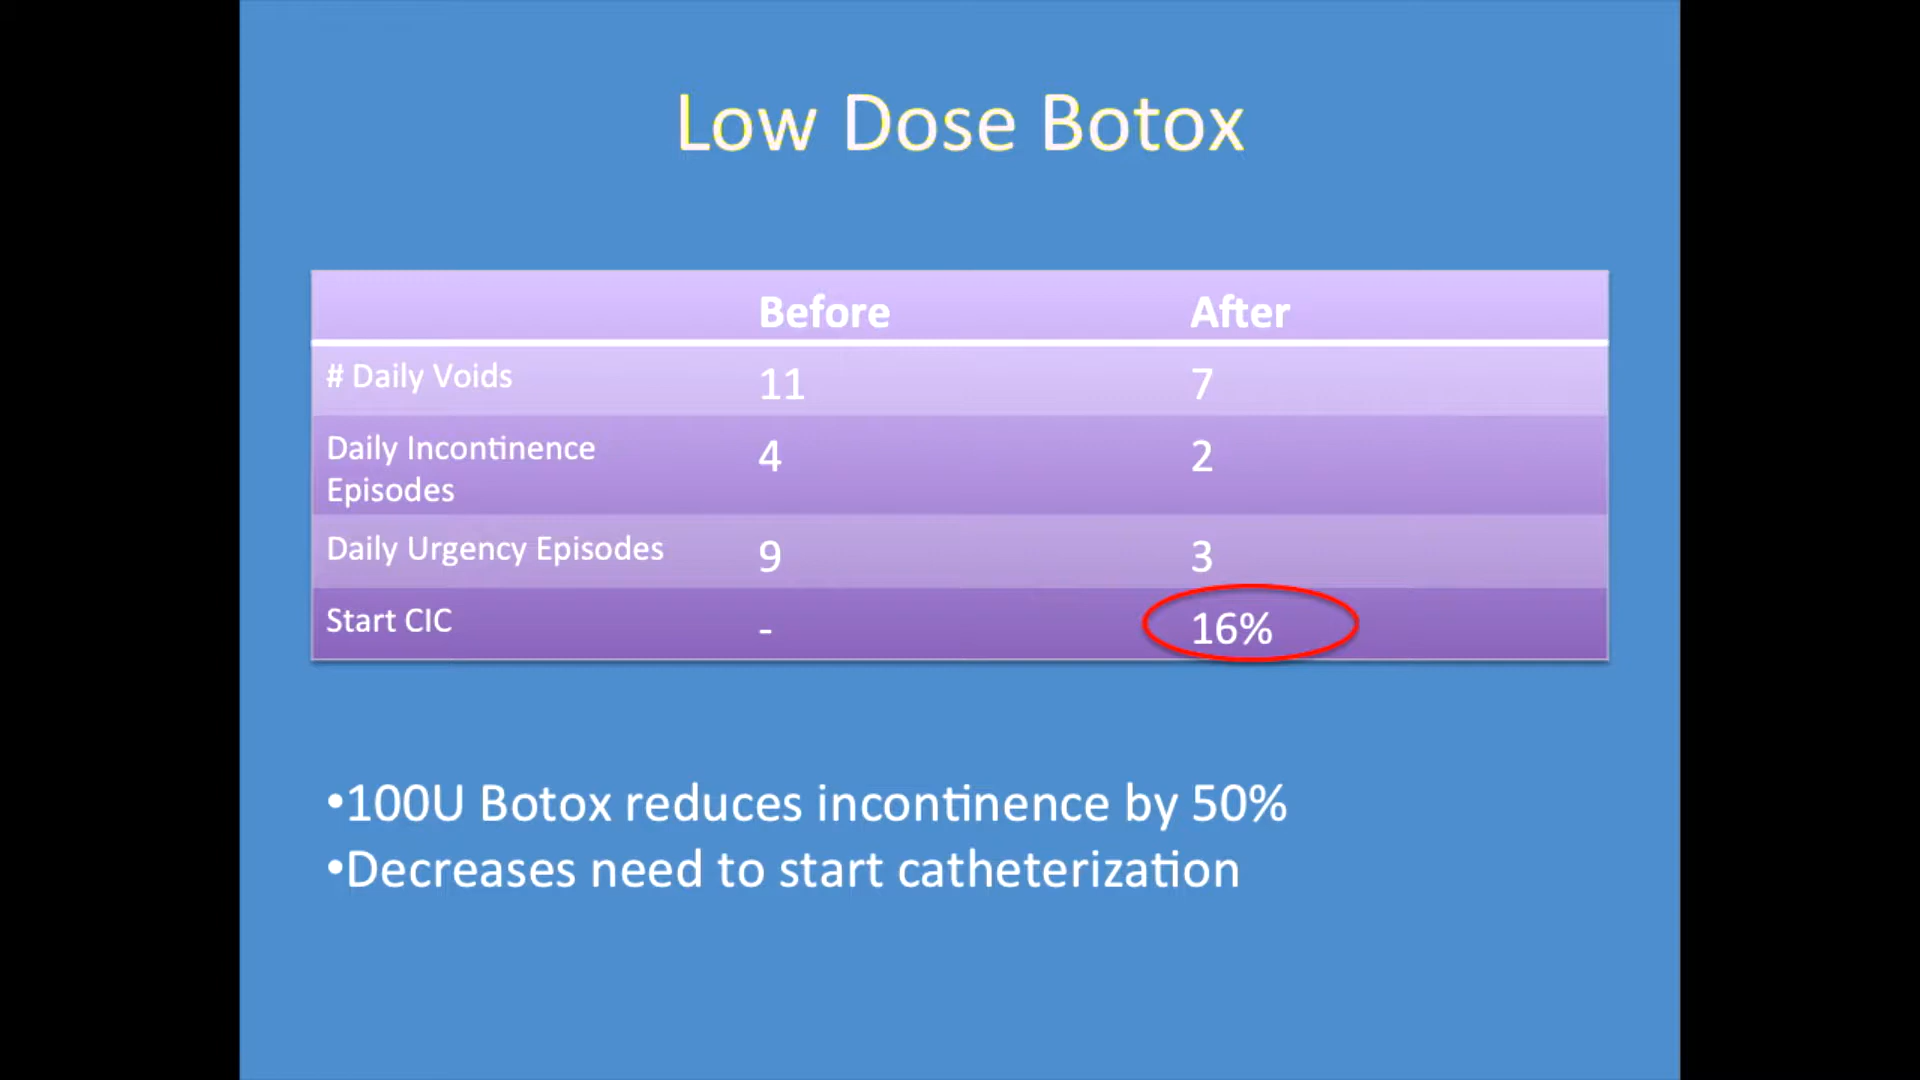 Low Dose Botox
Before After
# Daily Voids 11 7
Daily Incontinence 4 2
Episodes
Daily Urgency Episodes 9 3
Start CIC - 16%
•100U Botox reduces incontinence by 50%
•Decreases need to start catheterization